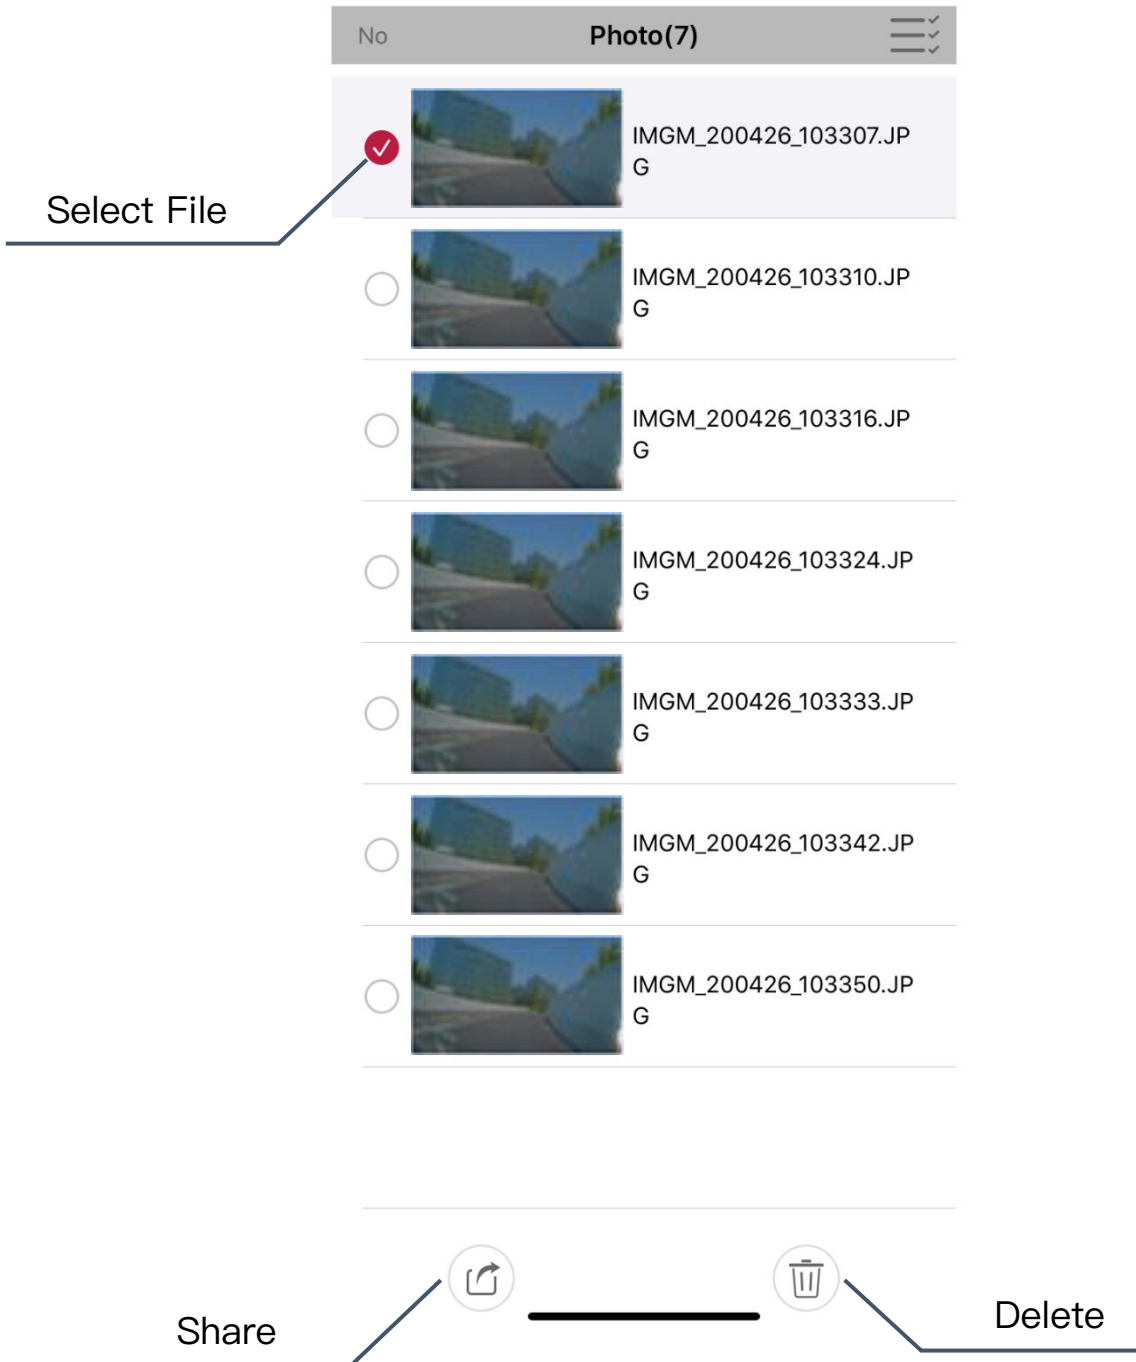 No
Photo(7)
IMGM_200426_103307.JP
G
Select File
IMGM_200426_103310.JP
G
IMGM_200426_103316.JP
G
IMGM_200426_103324.JP
G
IMGM_200426_103333.JP
G
IMGM_200426_103342.JP
G
IMGM_200426_103350.JP
G
Share
Delete